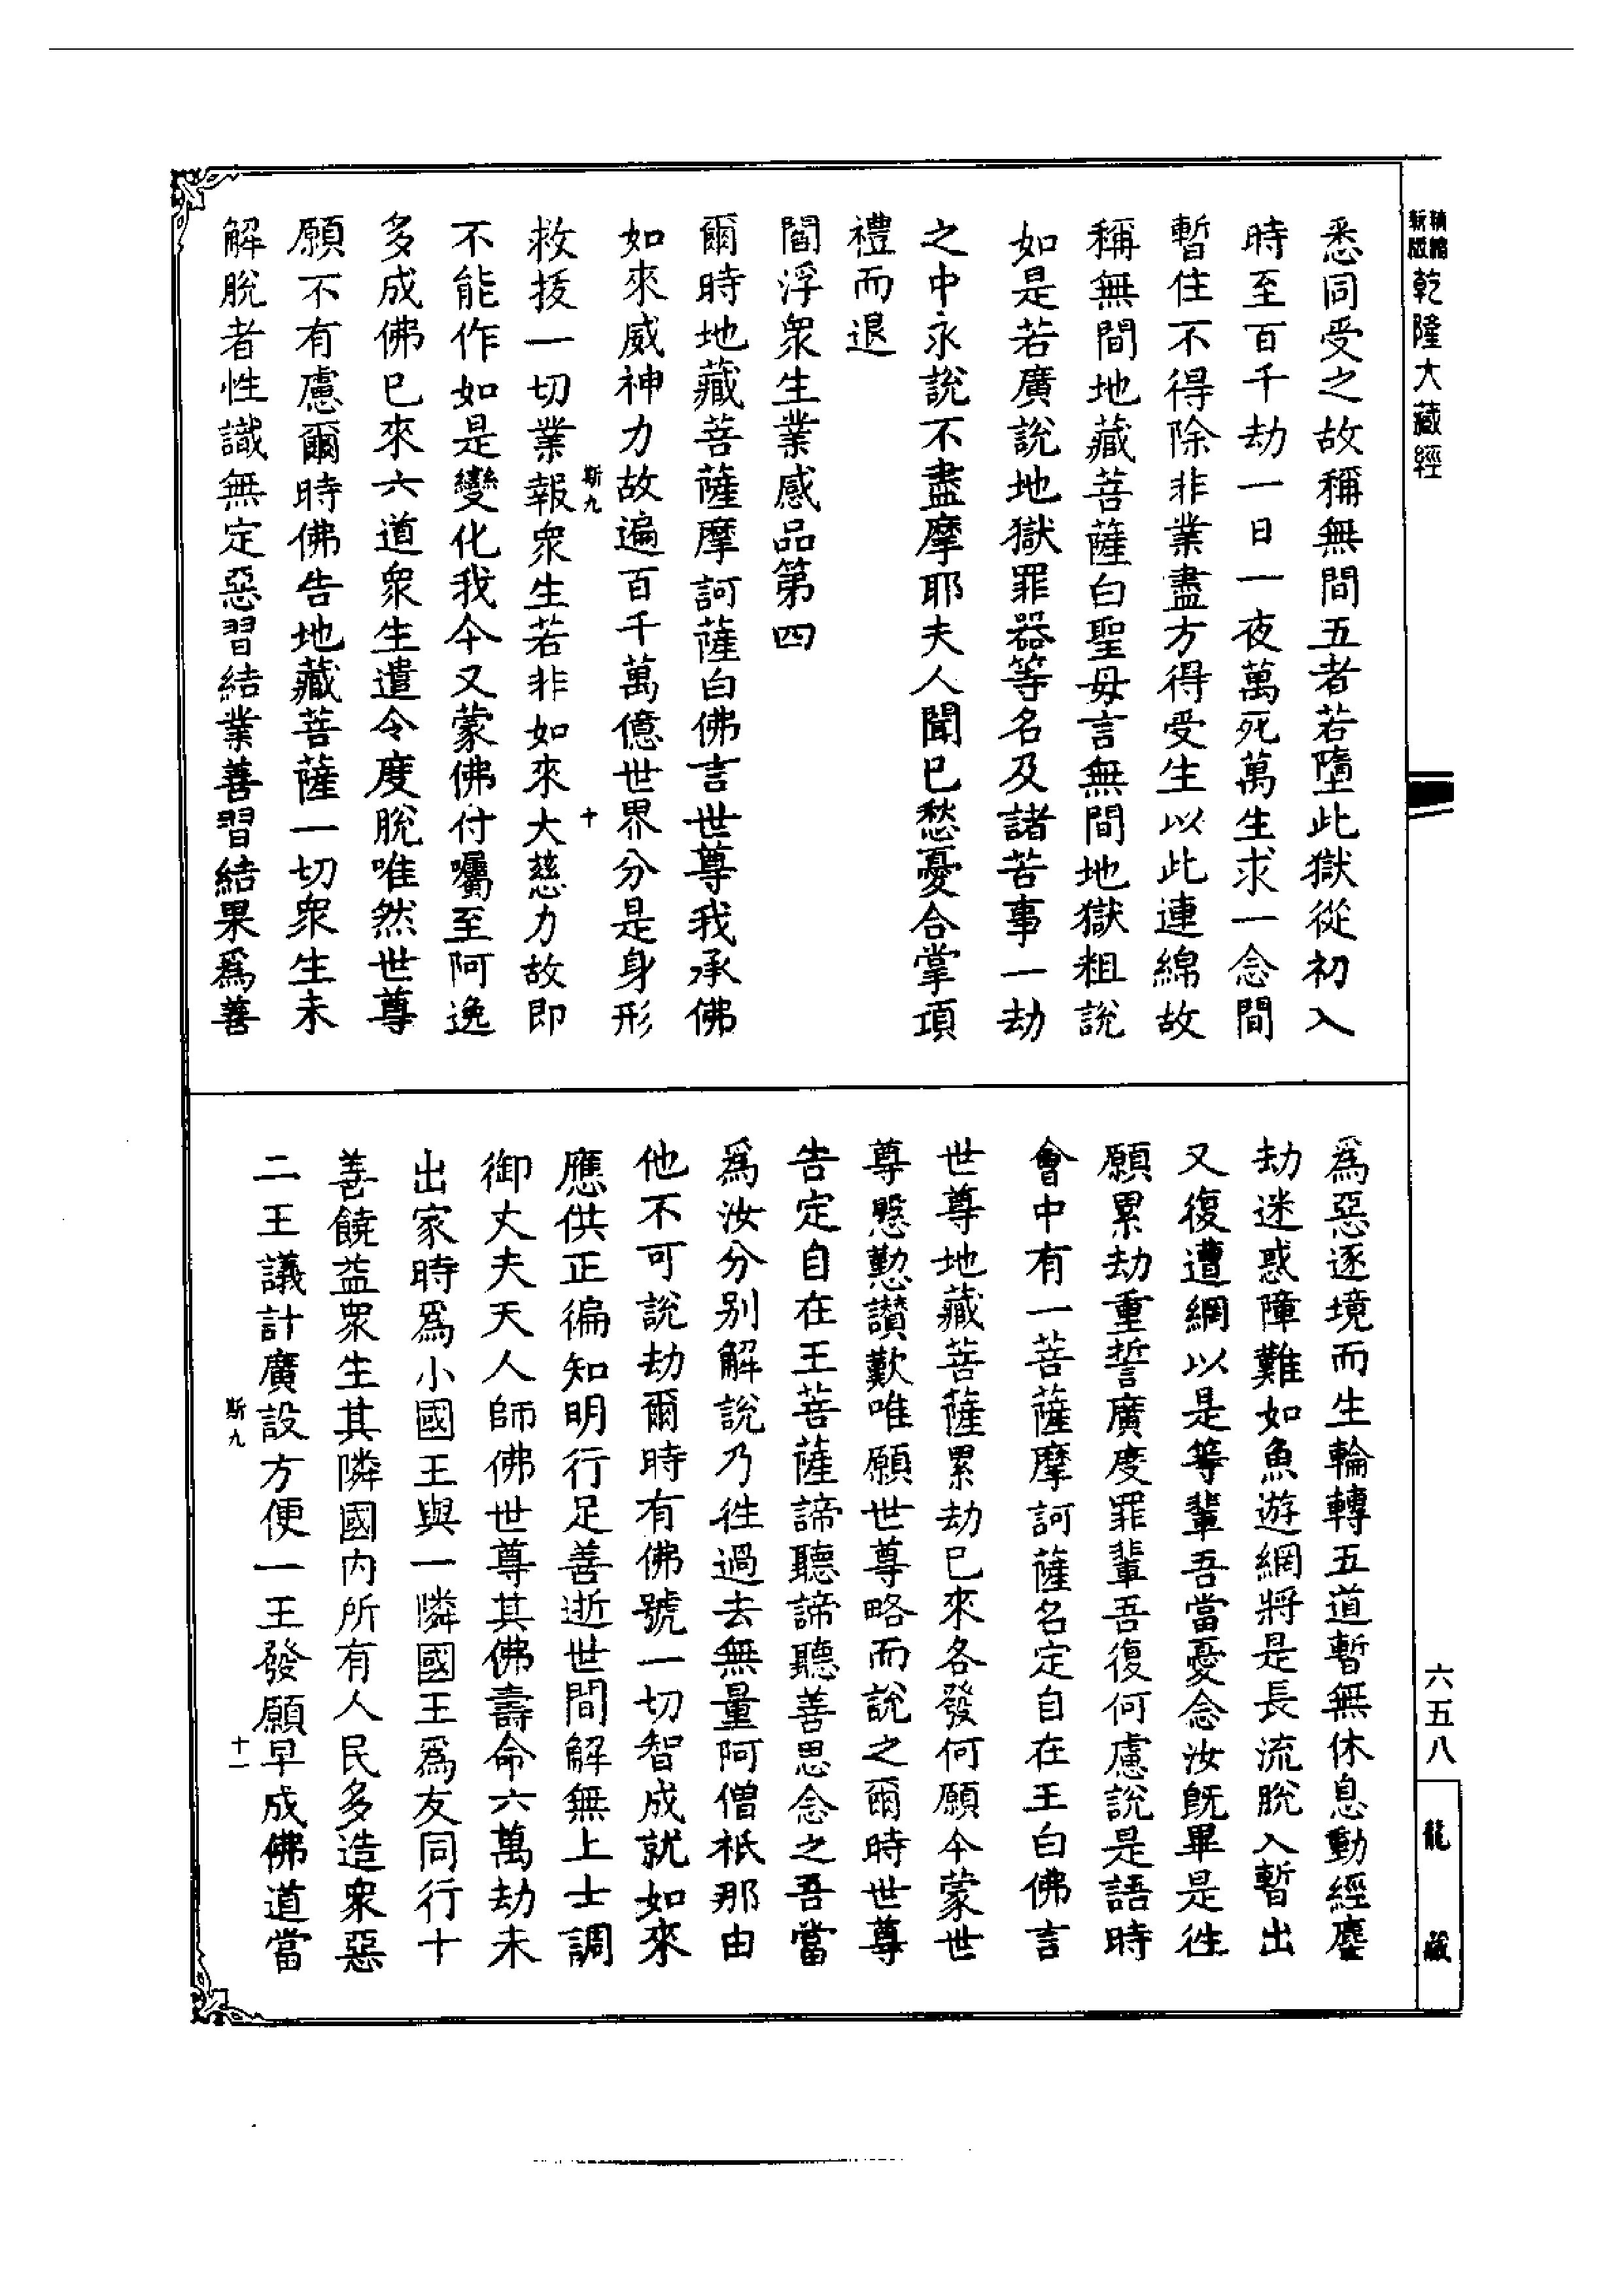 精縮新版
乾隆大藏經
悉同受之故稱無間五者若墮此獄從初入
時至百千劫一日一夜萬死萬生求一念間
暫住不得除非業盡方得受生以此連綿故
稱無間地藏菩薩白聖母言無間地獄粗說
如是若廣說地獄罪器等名及諸苦事一劫
之中永說不盡摩耶夫人聞已愁憂合掌項
禮而退
閻浮衆生業感品第四
爾時地藏菩薩摩訶薩白佛言世尊我承佛
如來威神力故遍百千萬億世界分是身形
斯九
十
救拔一切業報衆生若非如來大慈力故即
不能作如是變化我今又蒙佛付囑至阿逸
多成佛已來六道衆生遣令度脫唯然世尊
願不有慮爾時佛告地藏菩薩一切衆生未
解脫者性識無定惡習結業善習結果爲善
爲惡逐境而生輪轉五道暫無休息動經塵
劫迷惑障難如魚遊網將是長流脫入暫出
又復遭網以是等輩吾當憂念汝旣畢是徃
願累劫重誓廣度罪輩吾復何慮說是語時
會中有一菩薩摩訶薩名定自在王白佛言
世尊地藏菩薩累劫已來各發何願今蒙世
尊慇懃讚歎唯願世尊略而說之爾時世尊
告定自在王菩薩諦聽諦聽善思念之吾當
爲汝分别解說乃徃過去無量阿僧祇那由
他不可說劫爾時有佛號一切智成就如來
應供正徧知明行足善逝世間解無上士調
御丈夫天人師佛世尊其佛壽命六萬劫未
出家時爲小國王與一隣國王爲友同行十
善饒益衆生其隣國內所有人民多造衆惡
二王議計廣設方便一王發願早成佛道當
斯九
十一
六五八
龍藏